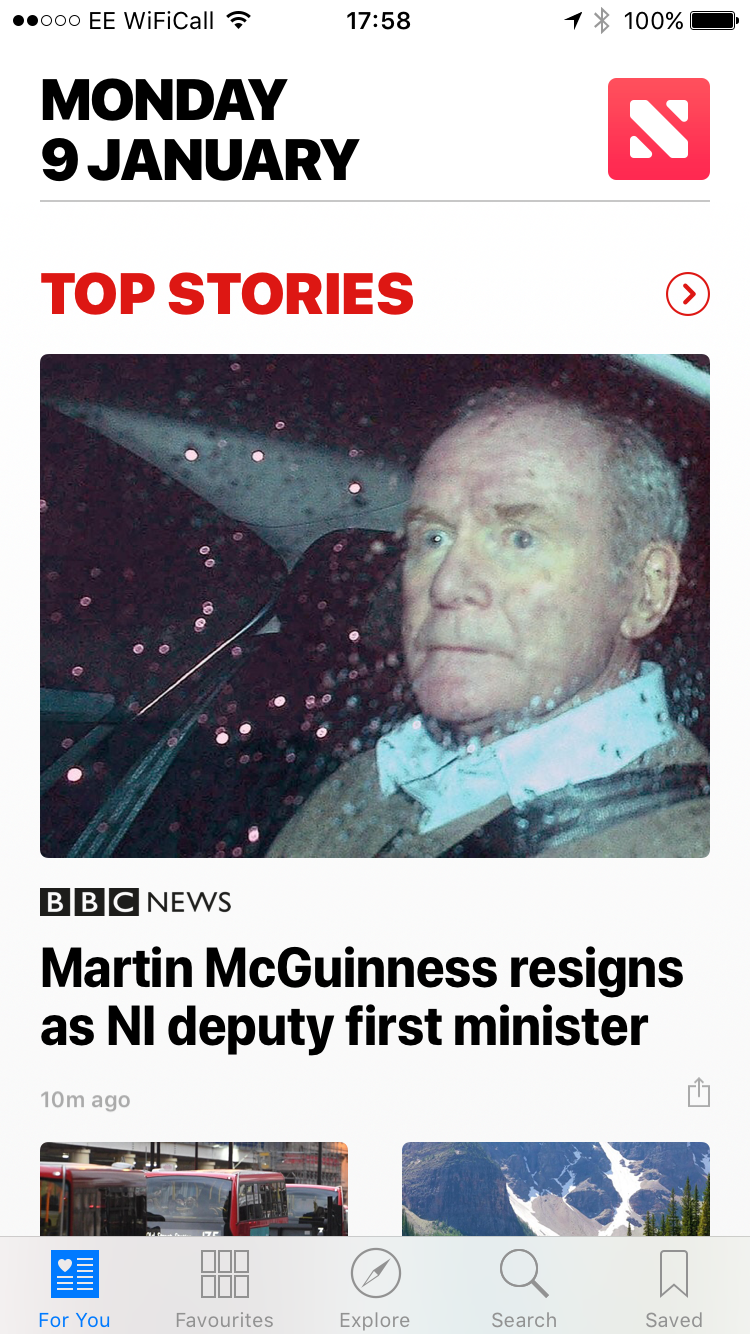 EE WiFiCall 17:58 100%
MONDAY
9 JANUARY
TOP STORIES
BBC NEWS
Martin McGuinness resigns
as NI deputy first minister
10m ago
For You Favourites Explore Search Saved